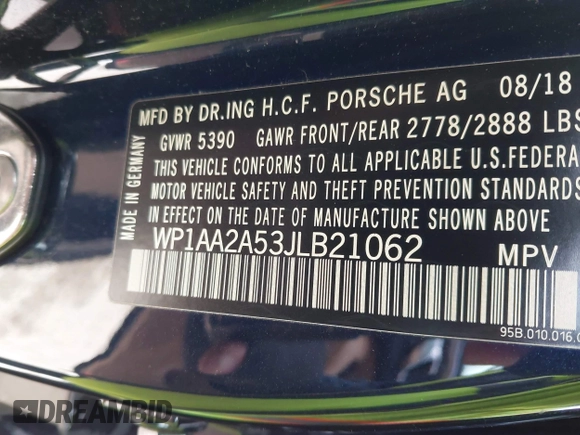 MFD BY DR.ING H.C.F. PORSCHE AG 08/18
GVWR 5390 GAWR FRONT/REAR 2778/2888 LBS
THIS VEHICLE CONFORMS TO ALL APPLICABLE U.S.FEDERA
MOTOR VEHICLE SAFETY AND THEFT PREVENTION STANDARDS
IN EFFECT ON THE DATE OF MANUFACTURE SHOWN ABOVE
WP1AA2A53JLB21062 MPV
95B.010.016.
MADE IN GERMANY
DREAMBID